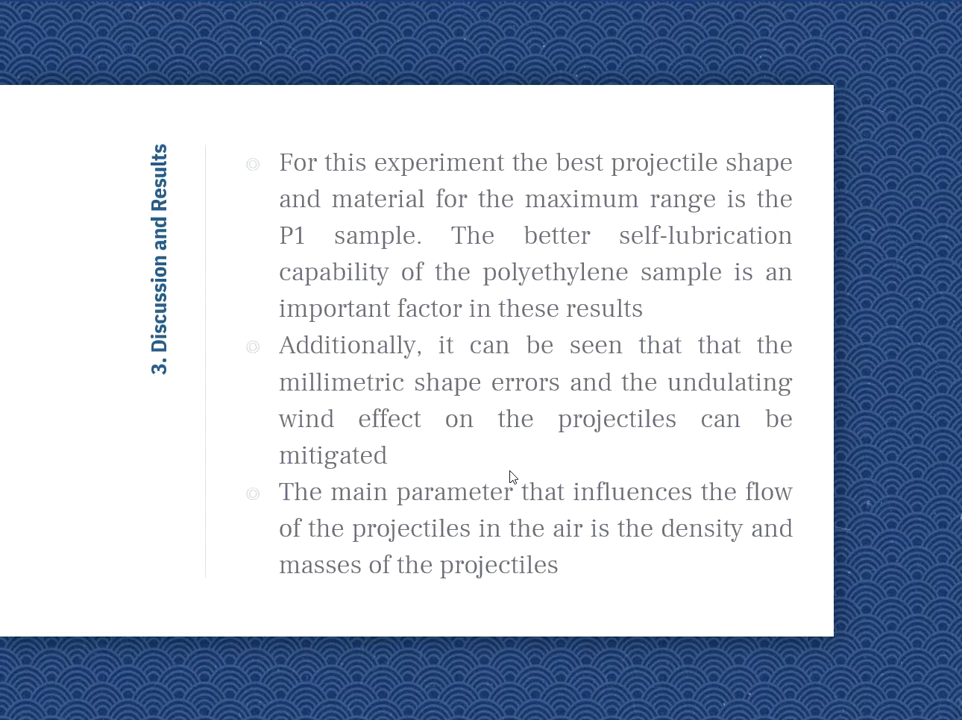 3. Discussion and Results
For this experiment the best projectile shape
and material for the maximum range is the
P1 sample. The better self-lubrication
capability of the polyethylene sample is an
important factor in these results
Additionally, it can be seen that that the
millimetric shape errors and the undulating
wind effect on the projectiles can be
mitigated
The main parameter that influences the flow
of the projectiles in the air is the density and
masses of the projectiles